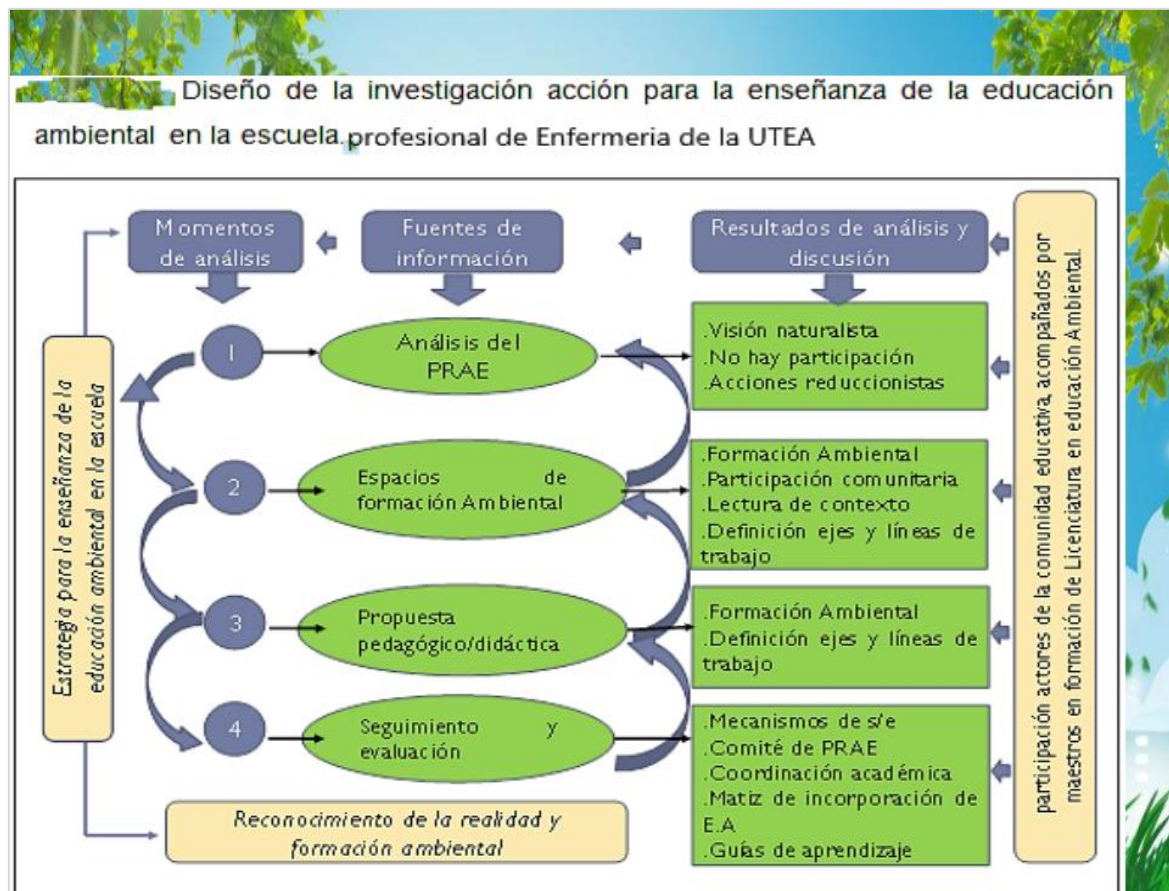 Diseño de la investigación acción para la enseñanza de la educación
ambiental en la escuela. profesional de Enfermeria de la UTEA
Momentos
de análisis
Fuentes de
información
Resultados de análisis y
discusión
1
Análisis del
PRAE
.Visión naturalista
.No hay participación
.Acciones reduccionistas
2
Espacios de
formación Ambiental
.Formación Ambiental
.Participación comunitaria
.Lectura de contexto
.Definición ejes y líneas de
trabajo
3
Propuesta
pedagógico/didáctica
.Formación Ambiental
.Definición ejes y líneas de
trabajo
4
Seguimiento y
evaluación
.Mecanismos de s/e
.Comité de PRAE
.Coordinación académica
.Matiz de incorporación de
E.A
.Guías de aprendizaje
Estrategia para la enseñanza de la
educación ambiental en la escuela
Reconocimiento de la realidad y
formación ambiental
participación actores de la comunidad educativa, acompañados por
maestros en formación de Licenciatura en educación Ambiental.